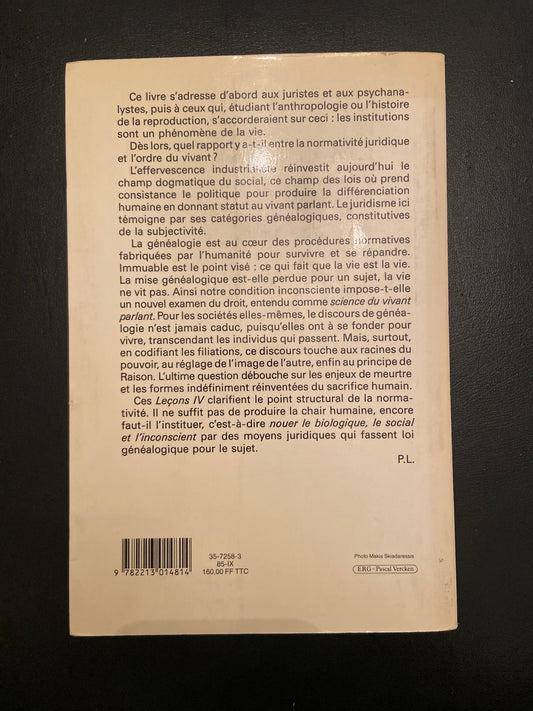 Ce livre s'adresse d'abord aux juristes et aux psychana-
lystes, puis à ceux qui, étudiant l'anthropologie ou l'histoire
de la reproduction, s'accorderaient sur ceci : les institutions
sont un phénomène de la vie.
Dès lors, quel rapport y a-t-il entre la normativité juridique
et l'ordre du vivant ?
L'effervescence industrialiste réinvestit aujourd'hui le
champ dogmatique du social, ce champ des lois où prend
consistance le politique pour produire la différenciation
humaine en donnant statut au vivant parlant. Le juridisme ici
témoigne par ses catégories généalogiques, constitutives
de la subjectivité.
La généalogie est au cœur des procédures normatives
fabriquées par l'humanité pour survivre et se répandre.
Immuable est le point visé : ce qui fait que la vie est la vie.
La mise généalogique est-elle perdue pour un sujet, la vie
ne vit pas. Ainsi notre condition inconsciente impose-t-elle
un nouvel examen du droit, entendu comme science du vivant
parlant. Pour les sociétés elles-mêmes, le discours de généa-
logie n'est jamais caduc, puisqu'elles ont à se fonder pour
vivre, transcendant les individus qui passent. Mais, surtout,
en codifiant les filiations, ce discours touche aux racines du
pouvoir, au réglage de l'image de l'autre, enfin au principe de
Raison. L'ultime question débouche sur les enjeux de meurtre
et les formes indéfiniment réinventées du sacrifice humain.
Ces Leçons IV clarifient le point structural de la norma-
tivité. Il ne suffit pas de produire la chair humaine, encore
faut-il l'instituer, c'est-à-dire nouer le biologique, le social
et l'inconscient par des moyens juridiques qui fassent loi
généalogique pour le sujet.
P.L.
35-7258-3
85-IX
160,00 FF TTC
9 782213 014814
Photo Makis Skiadaressis
ERG - Pascal Vercken